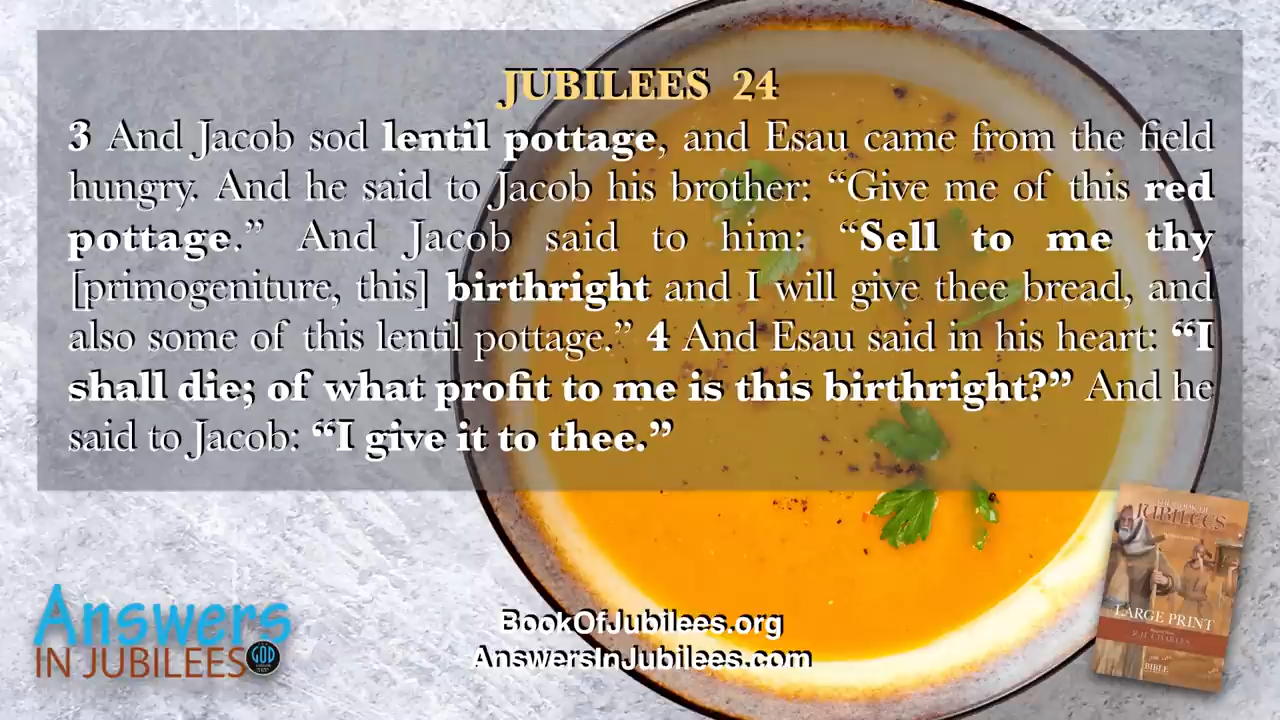 JUBILEES 24
3 And Jacob sod lentil pottage, and Esau came from the field
hungry. And he said to Jacob his brother: “Give me of this red
pottage.” And Jacob said to him: “Sell to me thy
[primogeniture, this] birthright and I will give thee bread, and
also some of this lentil pottage.” 4 And Esau said in his heart: “I
shall die; of what profit to me is this birthright?” And he
said to Jacob: “I give it to thee.”
Answers
IN JUBILEES
GOD
BookOfJubilees.org
AnswersInJubilees.com
THE BOOK OF
JUBILEES
LARGE PRINT
R.H. CHARLES
BIBLE